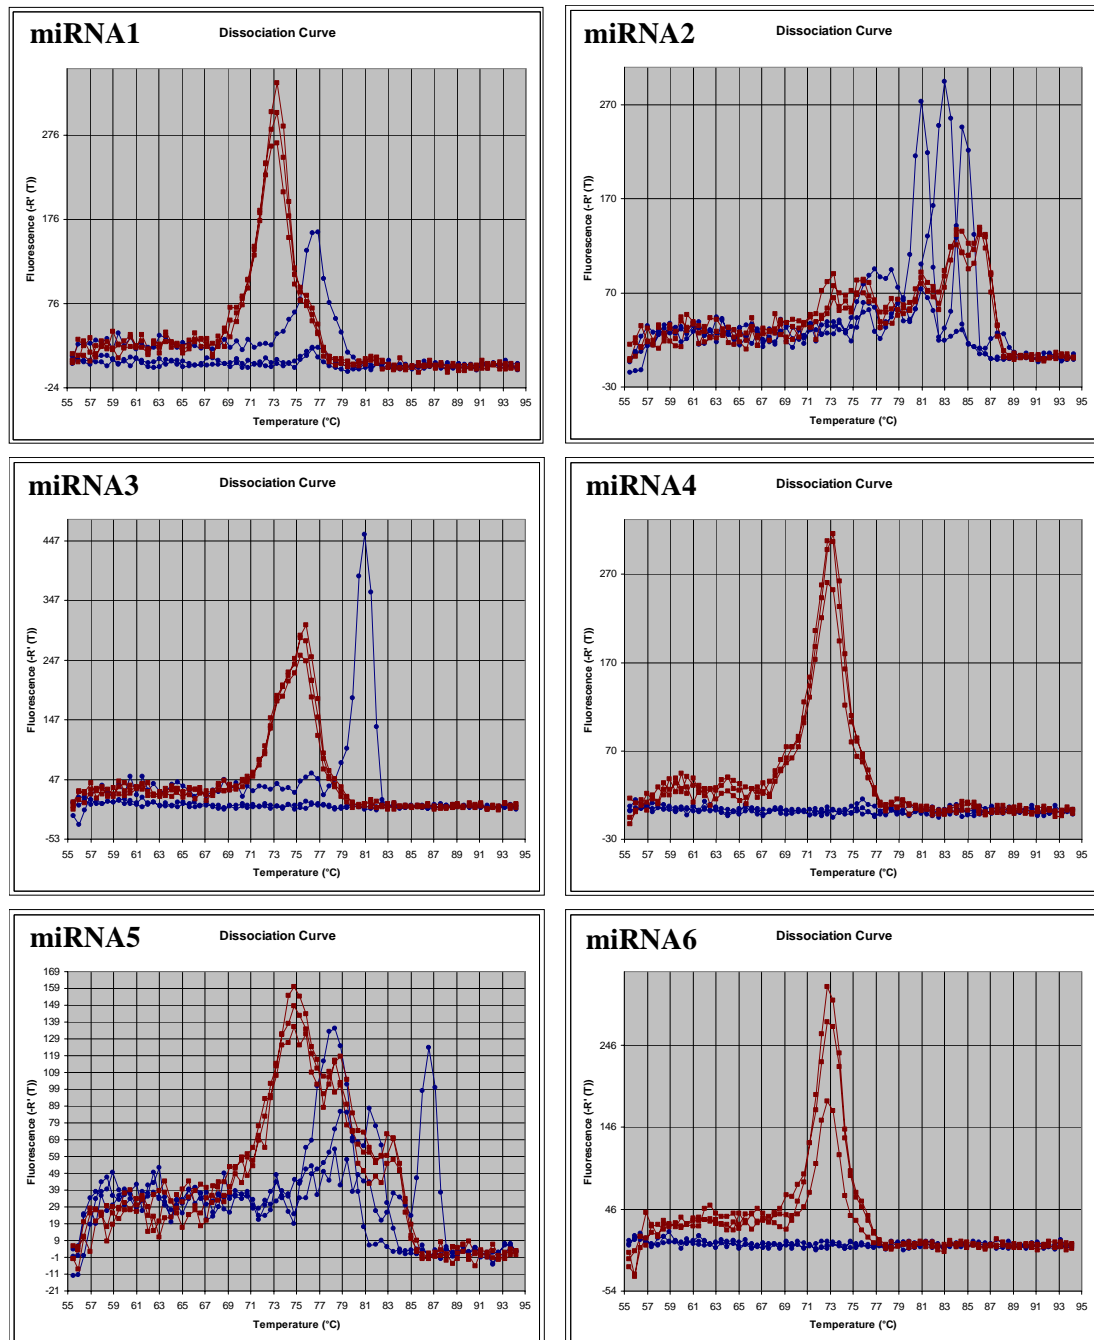 miRNA1
Dissociation Curve
Fluorescence (-R' (T))
276
176
76
-24
55 57 59 61 63 65 67 69 71 73 75 77 79 81 83 85 87 89 91 93 95
Temperature (°C)
miRNA2
Dissociation Curve
Fluorescence (-R' (T))
270
170
70
-30
55 57 59 61 63 65 67 69 71 73 75 77 79 81 83 85 87 89 91 93 95
Temperature (°C)
miRNA3
Dissociation Curve
Fluorescence (-R' (T))
447
347
247
147
47
-53
55 57 59 61 63 65 67 69 71 73 75 77 79 81 83 85 87 89 91 93 95
Temperature (°C)
miRNA4
Dissociation Curve
Fluorescence (-R' (T))
270
170
70
-30
55 57 59 61 63 65 67 69 71 73 75 77 79 81 83 85 87 89 91 93 95
Temperature (°C)
miRNA5
Dissociation Curve
Fluorescence (-R' (T))
169
159
149
139
129
119
109
99
89
79
69
59
49
39
29
19
9
-1
-11
-21
55 57 59 61 63 65 67 69 71 73 75 77 79 81 83 85 87 89 91 93 95
Temperature (°C)
miRNA6
Dissociation Curve
Fluorescence (-R' (T))
246
146
46
-54
55 57 59 61 63 65 67 69 71 73 75 77 79 81 83 85 87 89 91 93 95
Temperature (°C)